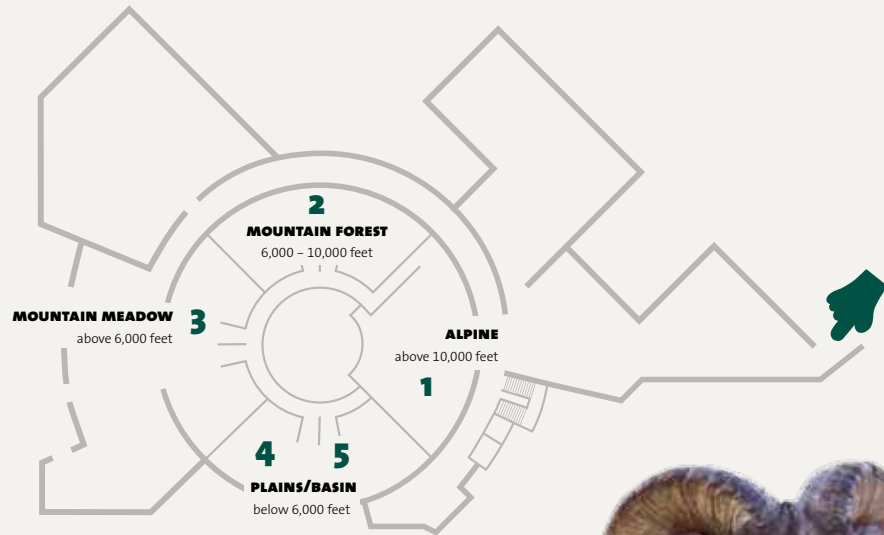 2
MOUNTAIN FOREST
6,000 – 10,000 feet
MOUNTAIN MEADOW
above 6,000 feet
3
ALPINE
above 10,000 feet
1
4
5
PLAINS/BASIN
below 6,000 feet